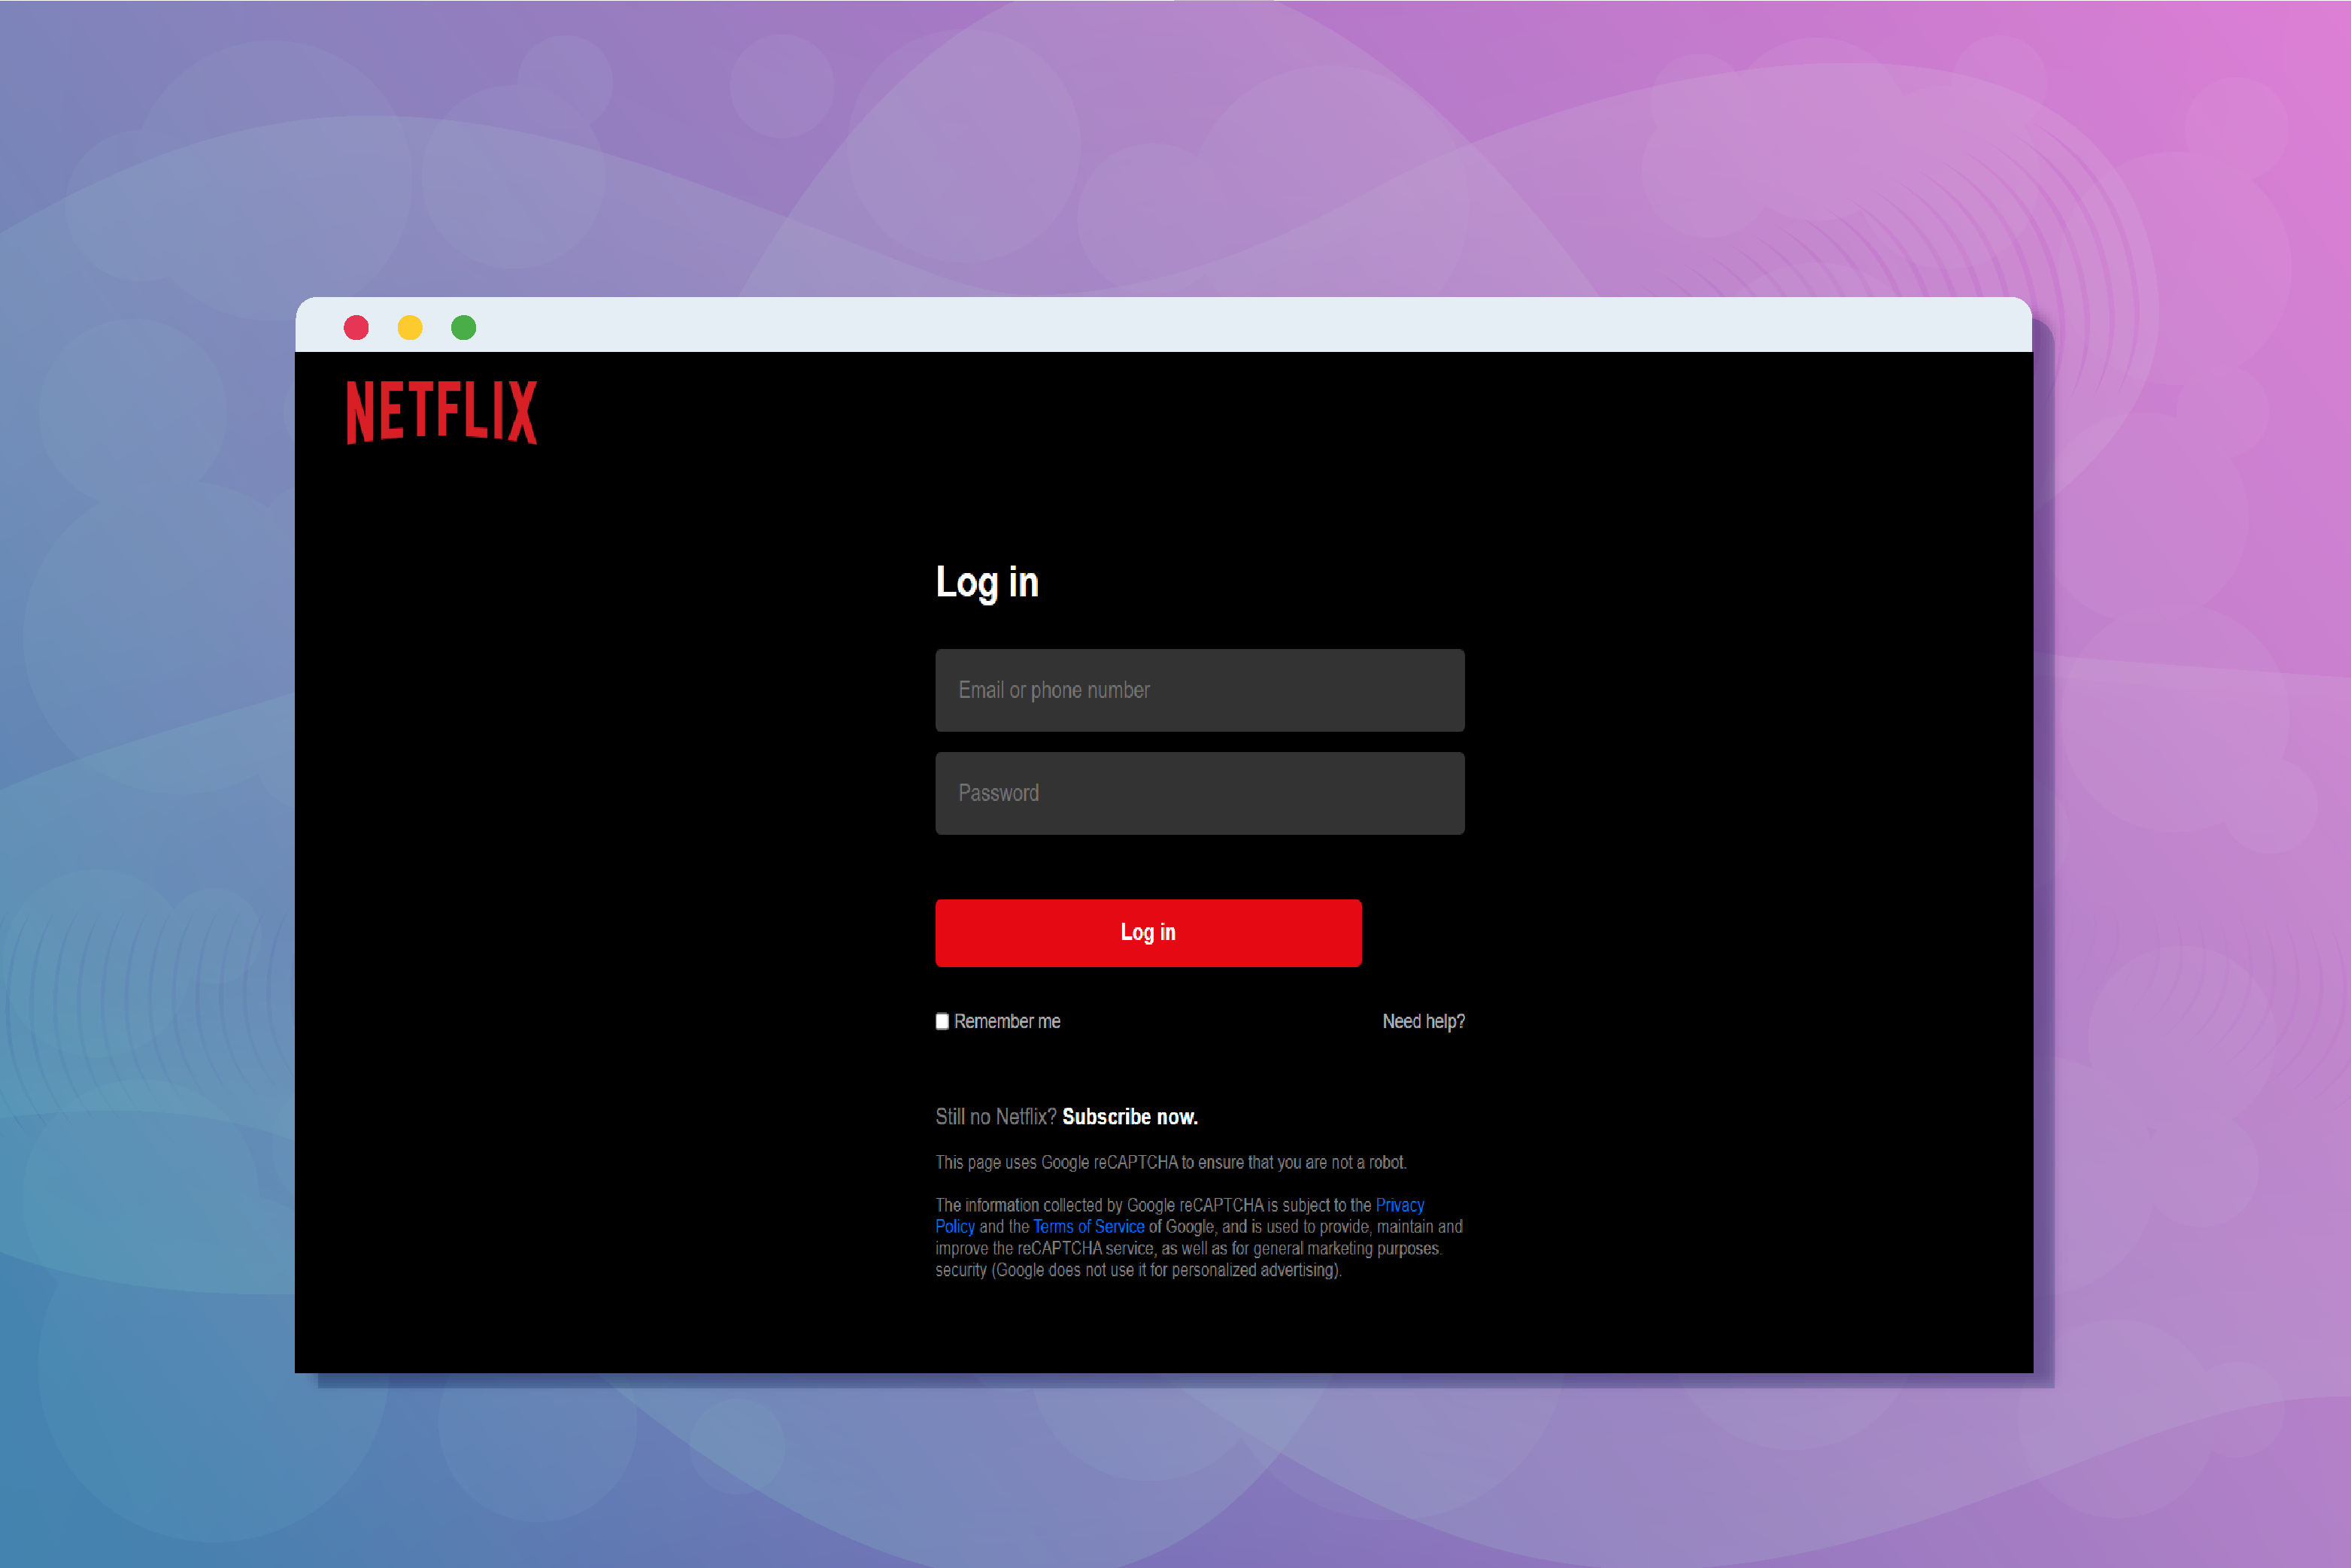 NETFLIX
Log in
Email or phone number
Password
Log in
Remember me
Need help?
Still no Netflix? Subscribe now.
This page uses Google reCAPTCHA to ensure that you are not a robot.
The information collected by Google reCAPTCHA is subject to the Privacy
Policy and the Terms of Service of Google, and is used to provide, maintain and
improve the reCAPTCHA service, as well as for general marketing purposes.
security (Google does not use it for personalized advertising).